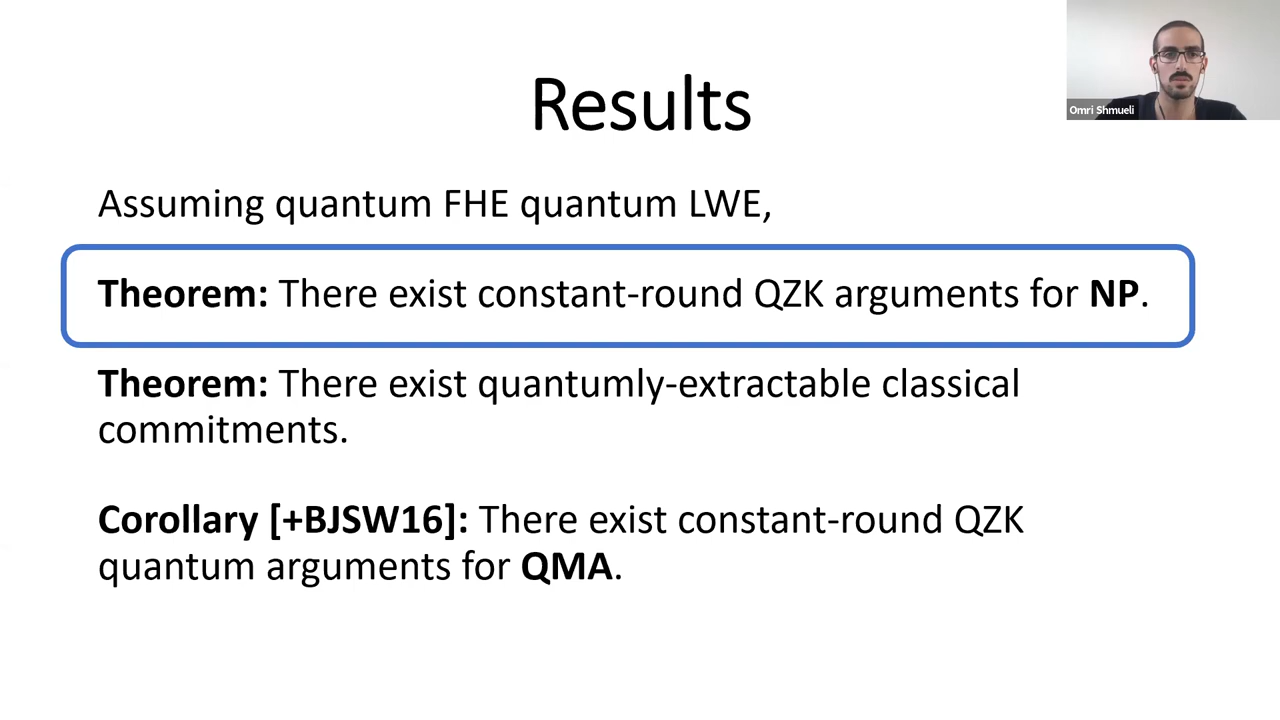 Omri Shmueli
Results
Assuming quantum FHE quantum LWE,
Theorem: There exist constant-round QZK arguments for NP.
Theorem: There exist quantumly-extractable classical
commitments.
Corollary [+BJSW16]: There exist constant-round QZK
quantum arguments for QMA.